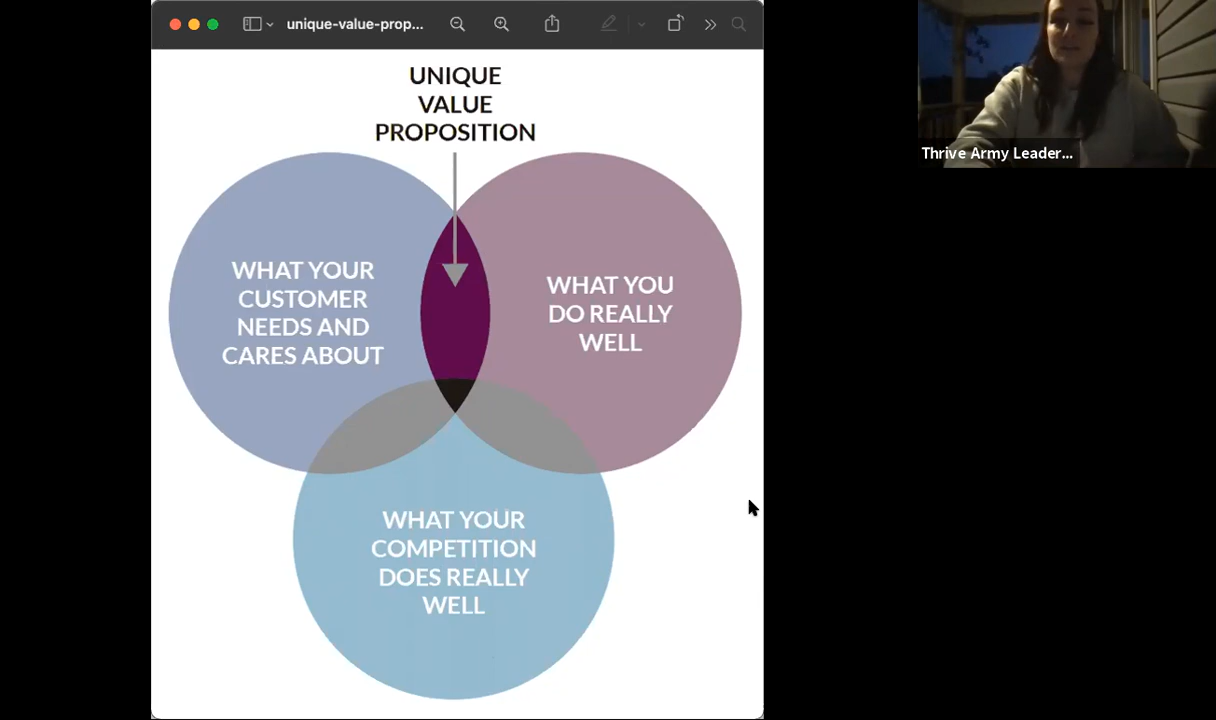 unique-value-prop...
UNIQUE
VALUE
PROPOSITION
WHAT YOUR
CUSTOMER
NEEDS AND
CARES ABOUT
WHAT YOU
DO REALLY
WELL
WHAT YOUR
COMPETITION
DOES REALLY
WELL
Thrive Army Leader...